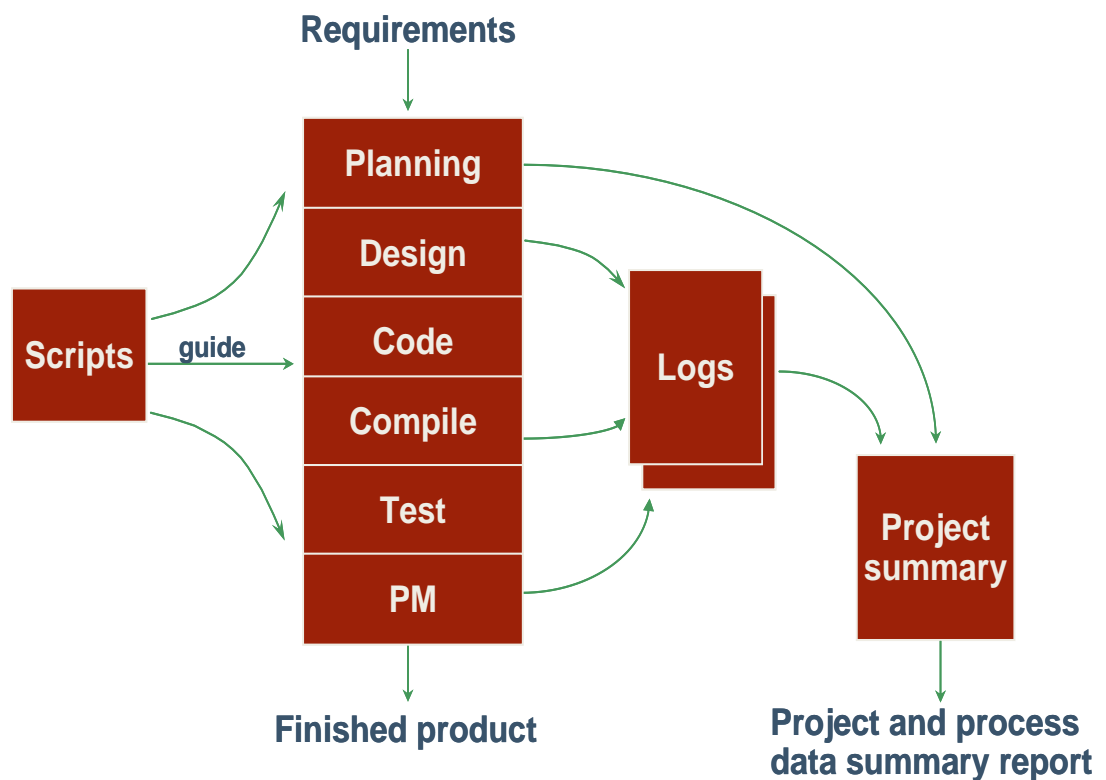 Requirements
Planning
Design
Code
Compile
Test
PM
Scripts
guide
Logs
Project
summary
Finished product
Project and process
data summary report